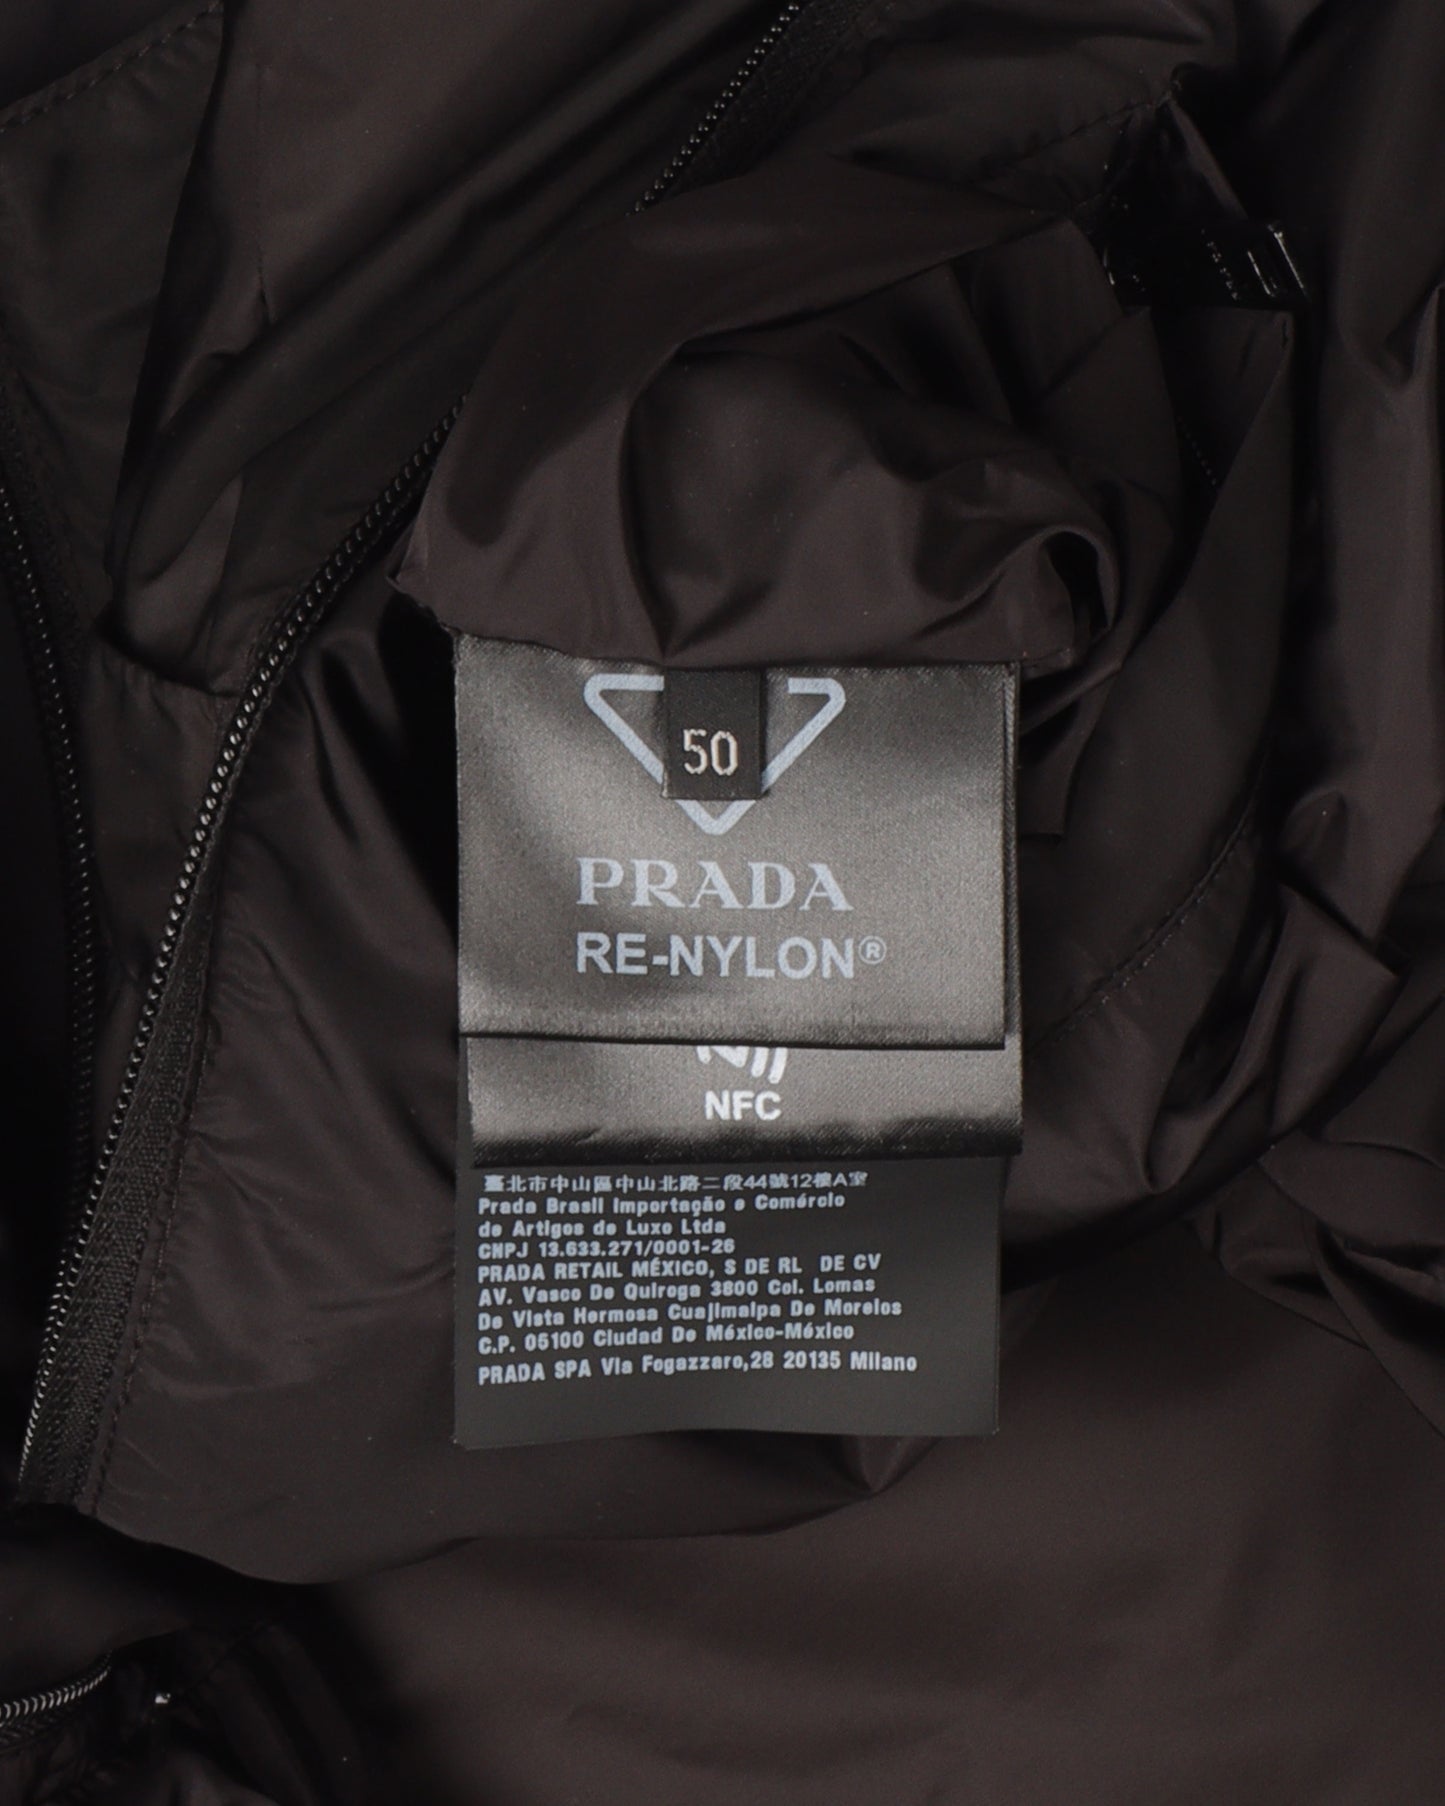 50
PRADA
RE-NYLON®
NFC
臺北市中山區中山北路二段44號12樓A室
Prada Brasil Importação e Comércio
de Artigos de Luxo Ltda
CNPJ 13.633.271/0001-26
PRADA RETAIL MÉXICO, S DE RL DE CV
AV. Vasco De Quiroga 3800 Col. Lomas
De Vista Hermosa Cuajimalpa De Morelos
C.P. 05100 Ciudad De México-México
PRADA SPA Via Fogazzaro,28 20135 Milano